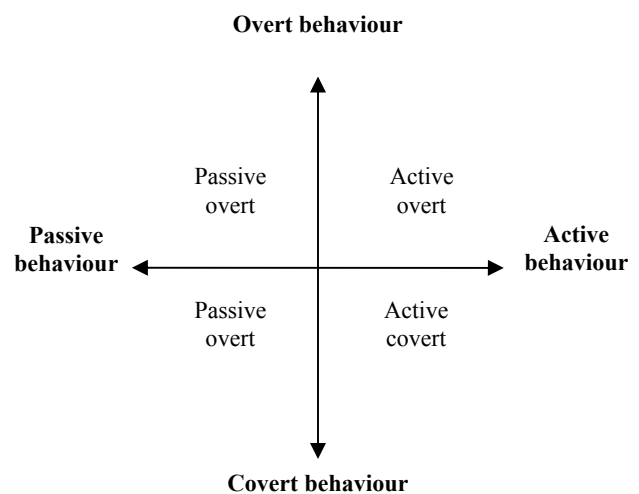 Overt behaviour
Passive
overt
Active
overt
Passive
behaviour
Active
behaviour
Passive
overt
Active
covert
Covert behaviour